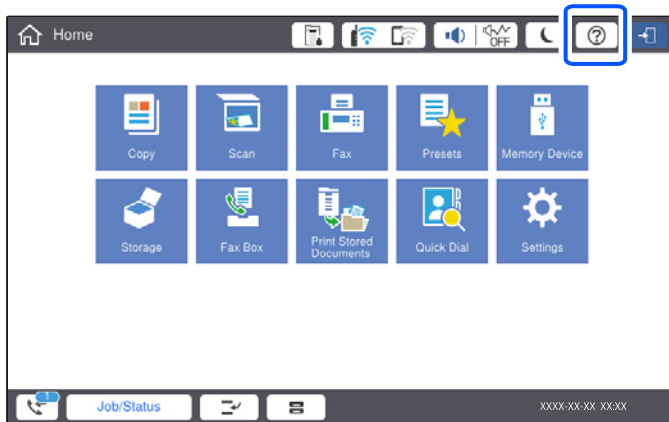 Home
OFF
?
Copy
Scan
Fax
Presets
Memory Device
Storage
Fax Box
Print Stored
Documents
Quick Dial
Settings
1
Job/Status
XXXX-XX-XX XX:XX